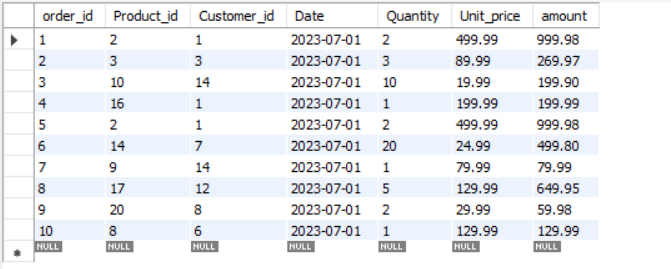 order_id Product_id Customer_id Date Quantity Unit_price amount
1 2 1 2023-07-01 2 499.99 999.98
2 3 3 2023-07-01 3 89.99 269.97
3 10 14 2023-07-01 10 19.99 199.90
4 16 1 2023-07-01 1 199.99 199.99
5 2 1 2023-07-01 2 499.99 999.98
6 14 7 2023-07-01 20 24.99 499.80
7 9 14 2023-07-01 1 79.99 79.99
8 17 12 2023-07-01 5 129.99 649.95
9 20 8 2023-07-01 2 29.99 59.98
10 8 6 2023-07-01 1 129.99 129.99
NULL NULL NULL NULL NULL NULL NULL